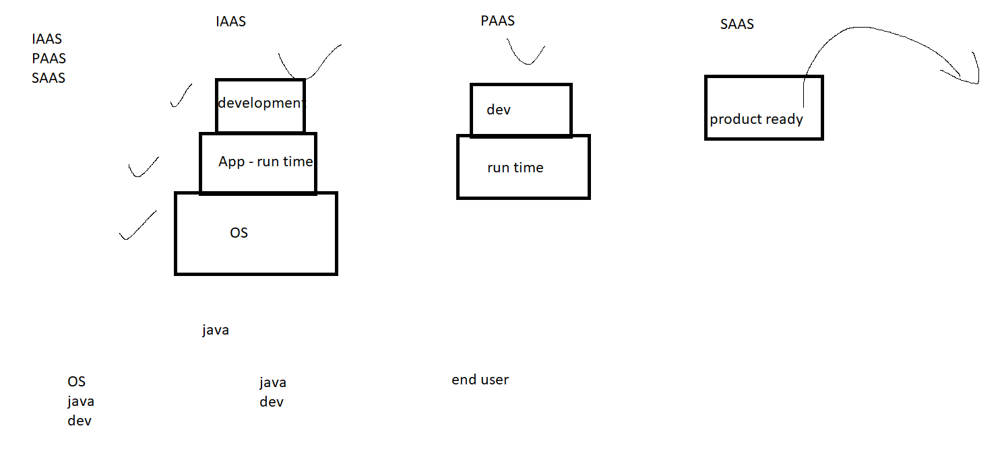 IAAS
PAAS
SAAS
IAAS
development
App - run time
OS
PAAS
dev
run time
SAAS
product ready
java
OS
java
dev
java
dev
end user